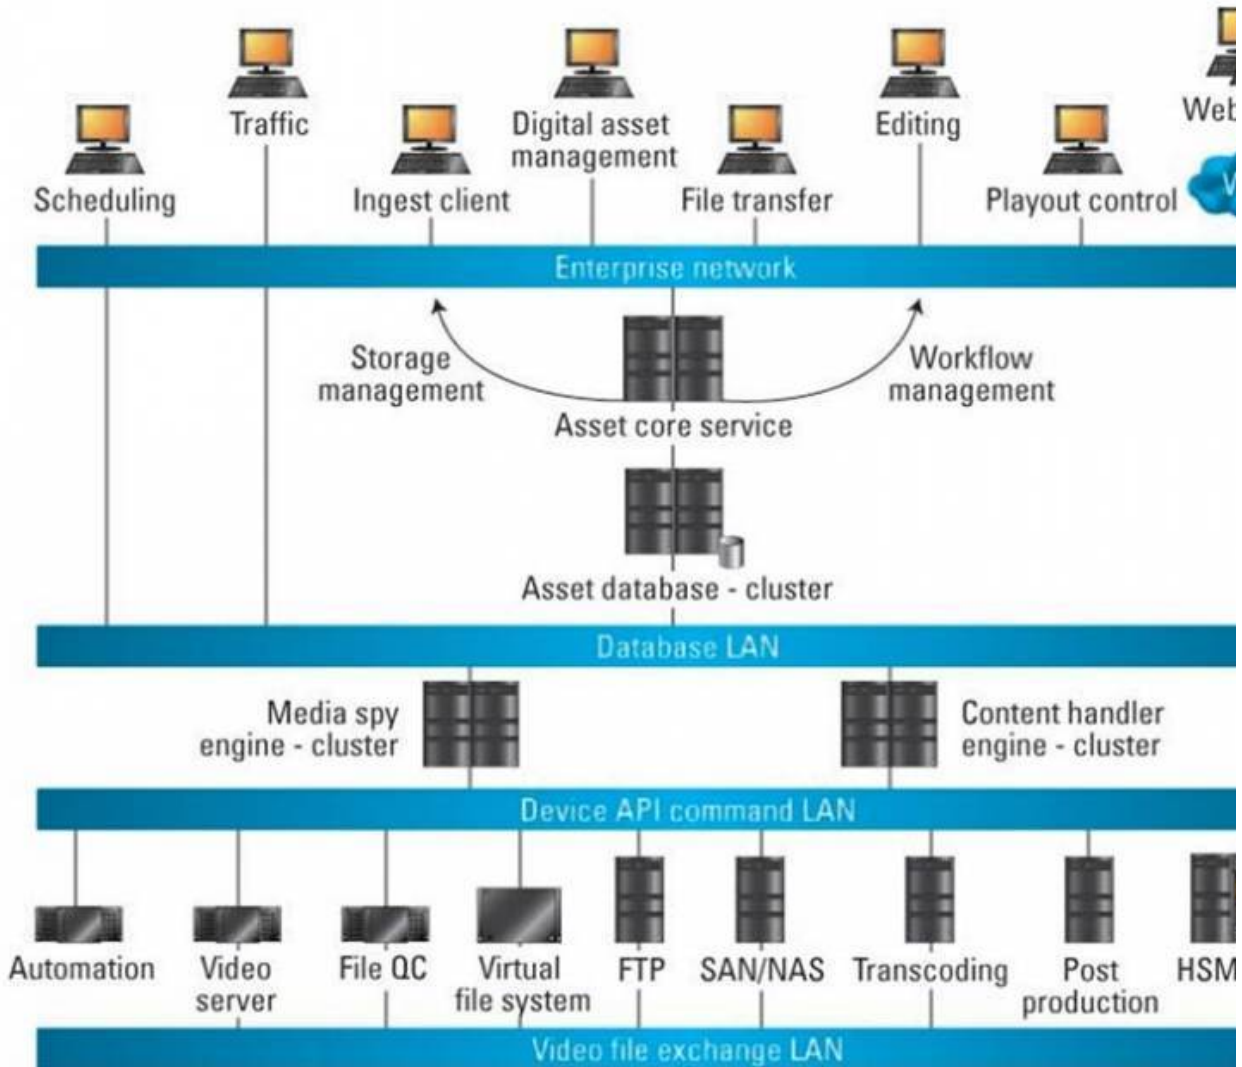 Traffic
Digital asset
management
Editing
Web
Scheduling
Ingest client
File transfer
Playout control
Enterprise network
Storage
management
Workflow
management
Asset core service
Asset database - cluster
Database LAN
Media spy
engine - cluster
Content handler
engine - cluster
Device API command LAN
Automation
Video
server
File QC
Virtual
file system
FTP
SAN/NAS
Transcoding
Post
production
HSM
Video file exchange LAN